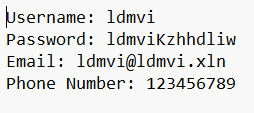 Username: ldmvi
Password: ldmviKzhhdliw
Email: ldmvi@ldmvi.xln
Phone Number: 123456789